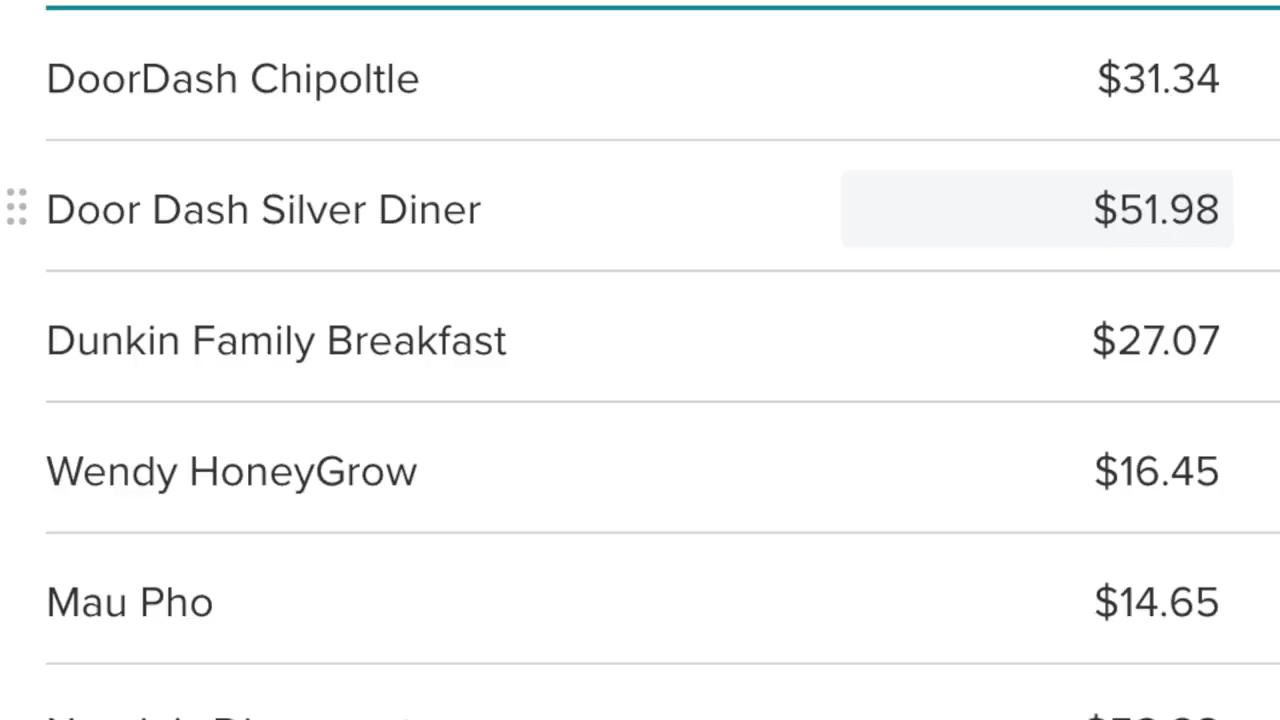 DoorDash Chipoltle $31.34
Door Dash Silver Diner $51.98
Dunkin Family Breakfast $27.07
Wendy HoneyGrow $16.45
Mau Pho $14.65